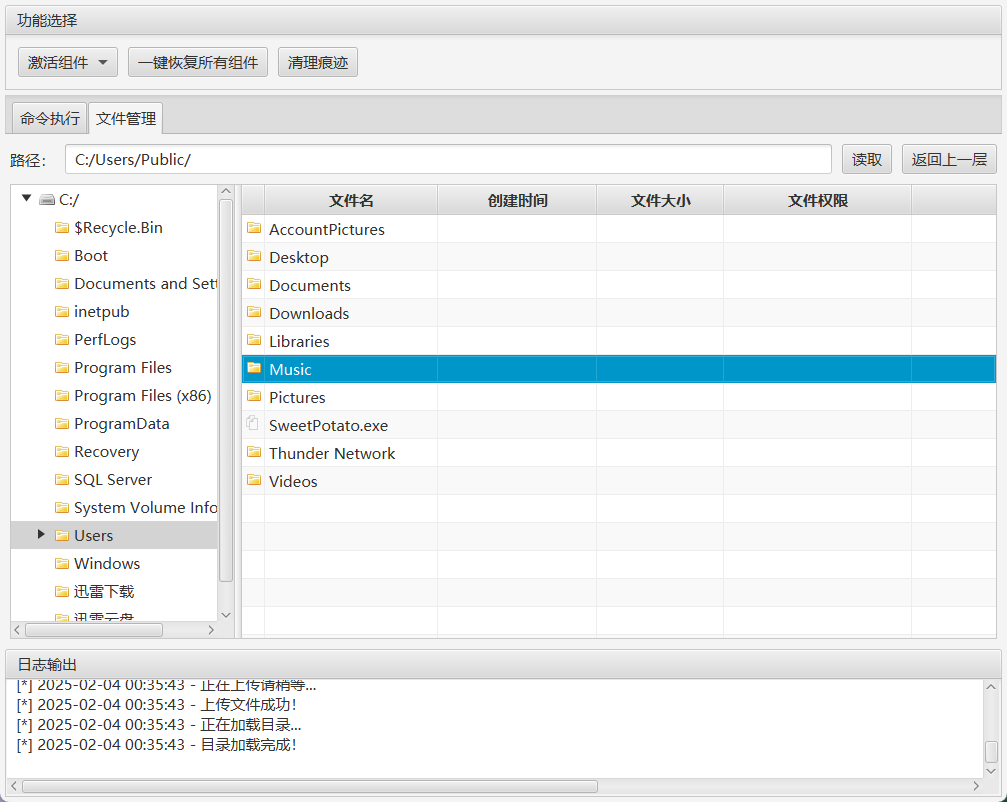 功能选择
激活组件 一键恢复所有组件 清理痕迹
命令执行 文件管理
路径： C:/Users/Public/ 读取 返回上一层
C:/
$Recycle.Bin
Boot
Documents and Sett
inetpub
PerfLogs
Program Files
Program Files (x86)
ProgramData
Recovery
SQL Server
System Volume Info
Users
Windows
迅雷下载
迅雷云盘
文件名 创建时间 文件大小 文件权限
AccountPictures
Desktop
Documents
Downloads
Libraries
Music
Pictures
SweetPotato.exe
Thunder Network
Videos
日志输出
[*] 2025-02-04 00:35:43 - 正在上传请稍等...
[*] 2025-02-04 00:35:43 - 上传文件成功！
[*] 2025-02-04 00:35:43 - 正在加载目录...
[*] 2025-02-04 00:35:43 - 目录加载完成！